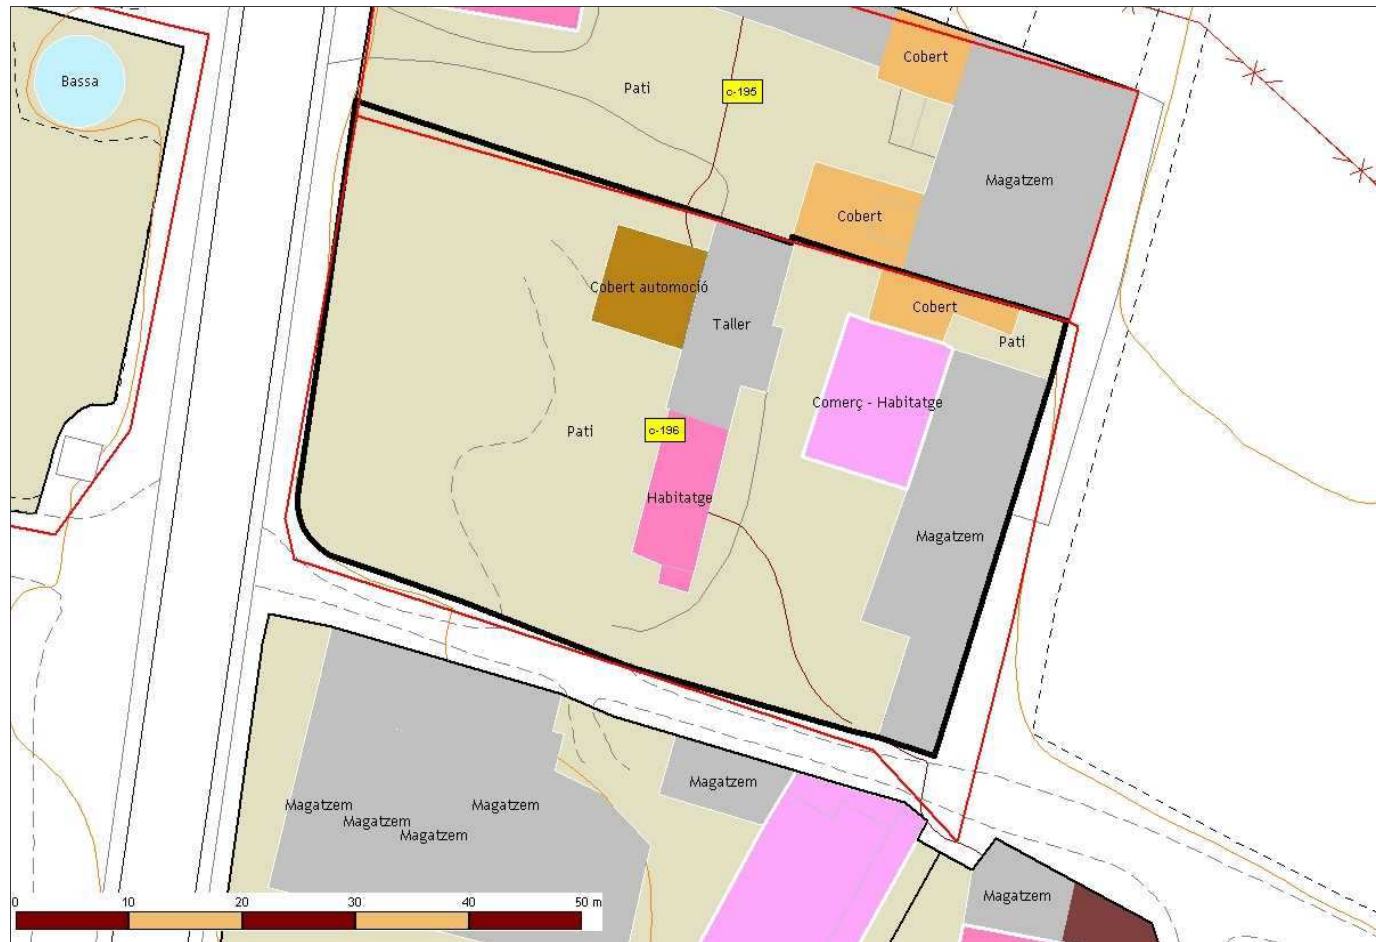 Cobert
Bassa
Pati
c-195
Magatzem
Cobert
Cobert automoció
Cobert
Taller
Pati
Comerç - Habitatge
c-196
Pati
Habitatge
Magatzem
Magatzem
Magatzem
Magatzem
Magatzem
Magatzem
Magatzem
0 10 20 30 40 50 m